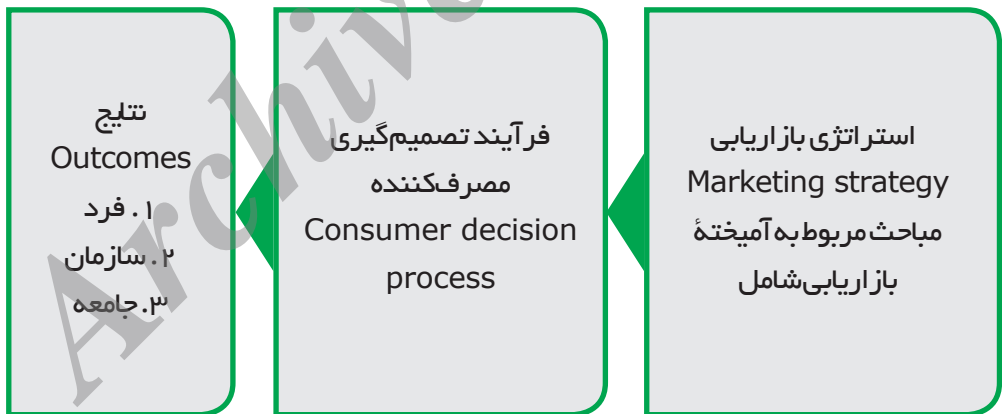 استراتژی بازاریابی
Marketing strategy
مباحث مربوط به آمیختهٔ
بازاریابی شامل
فرآیند تصمیم‌گیری
مصرف‌کننده
Consumer decision
process
نتایج
Outcomes
۱. فرد
۲. سازمان
۳. جامعه